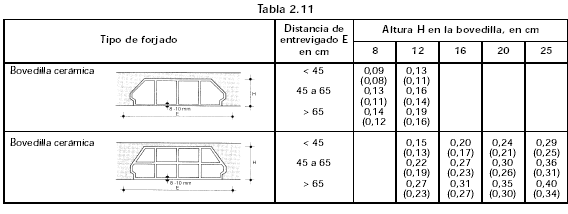 Tabla 2.11
Tipo de forjado
Distancia de
entrevigado E
en cm
Altura H en la bovedilla, en cm
8 12 16 20 25
Bovedilla cerámica
H
8 -10 mm
E
< 45 0,09 0,13
(0,08) (0,11)
45 a 65 0,13 0,16
(0,11) (0,14)
> 65 0,14 0,19
(0,12 (0,16)
Bovedilla cerámica
H
8 -10 mm
E
< 45 0,15 0,20 0,24 0,29
(0,13) (0,17) (0,21) (0,25)
45 a 65 0,22 0,27 0,30 0,36
(0,19) (0,23) (0,26) (0,31)
> 65 0,27 0,31 0,35 0,40
(0,23) (0,27) (0,30) (0,34)